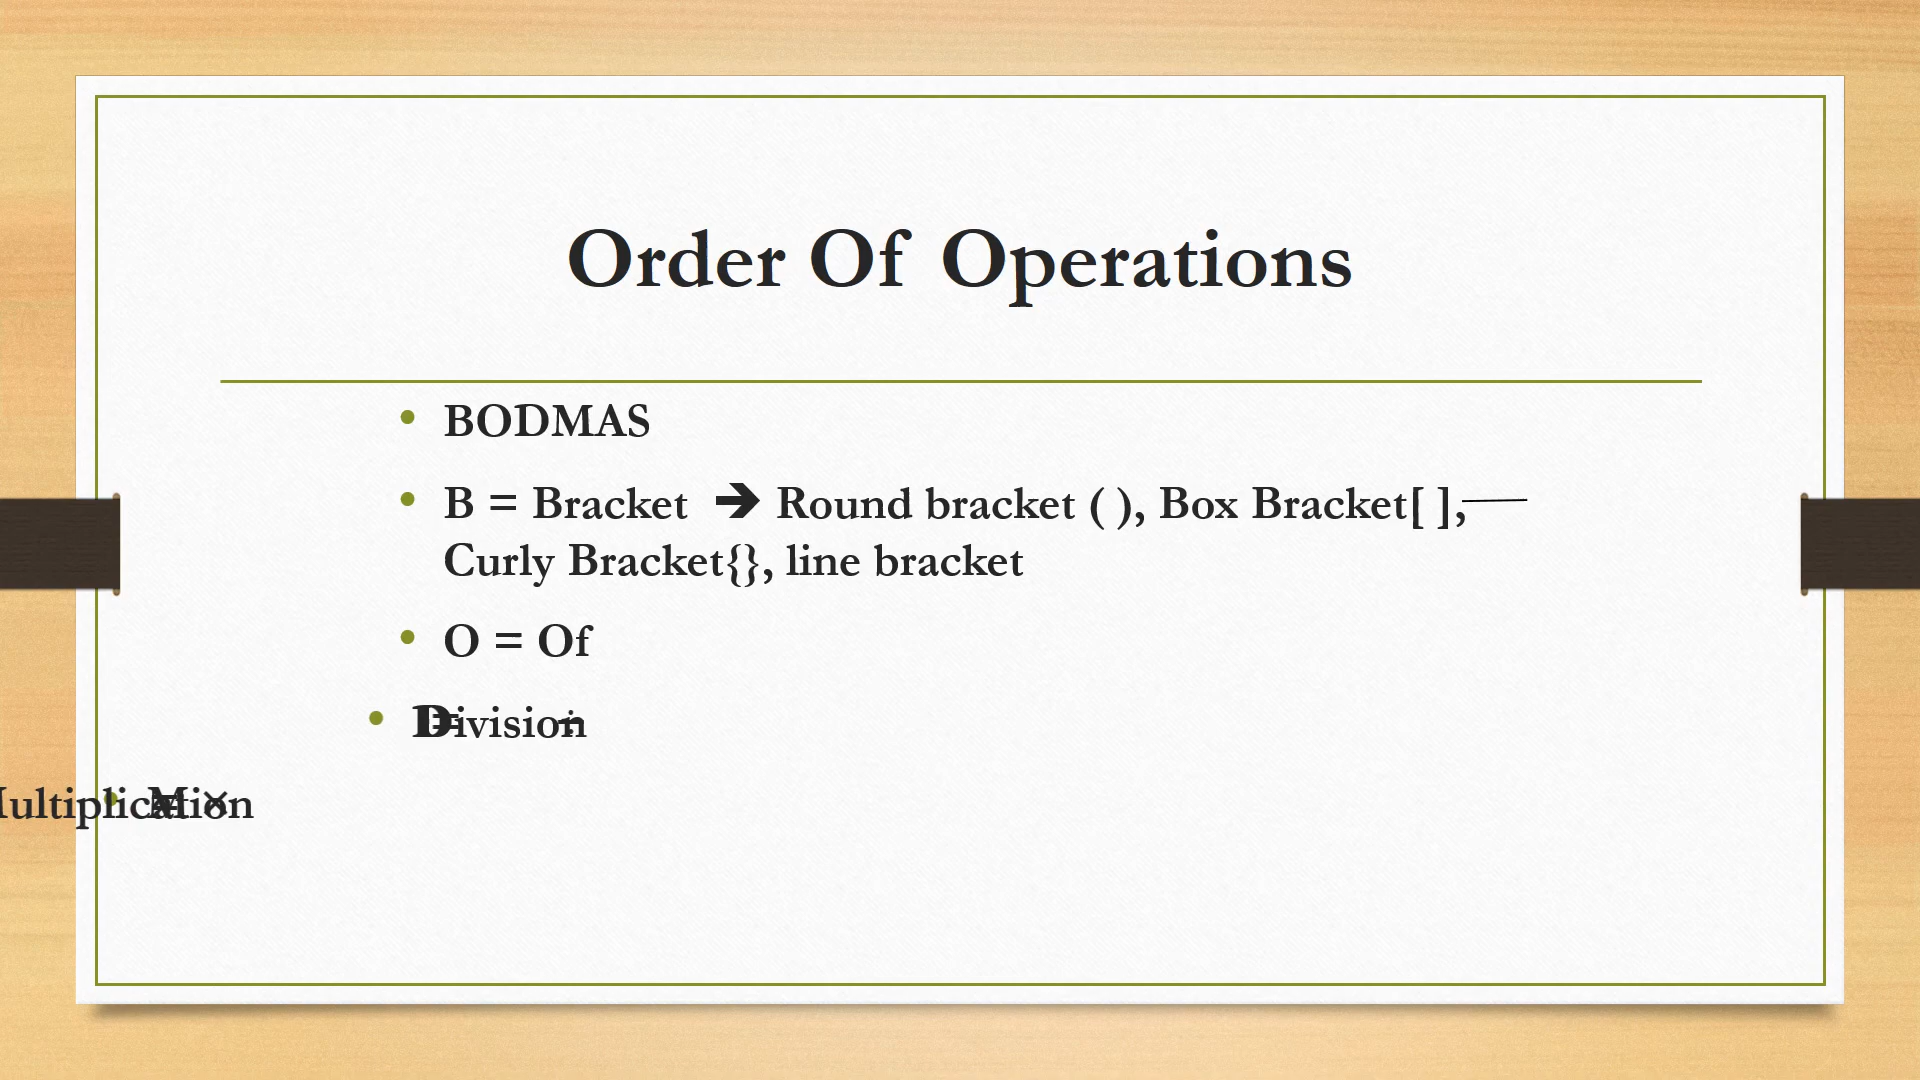 Order Of Operations
BODMAS
B = Bracket ➔ Round bracket ( ), Box Bracket[ ],
Curly Bracket{}, line bracket
O = Of
D = Division ÷
M = Multiplication ×